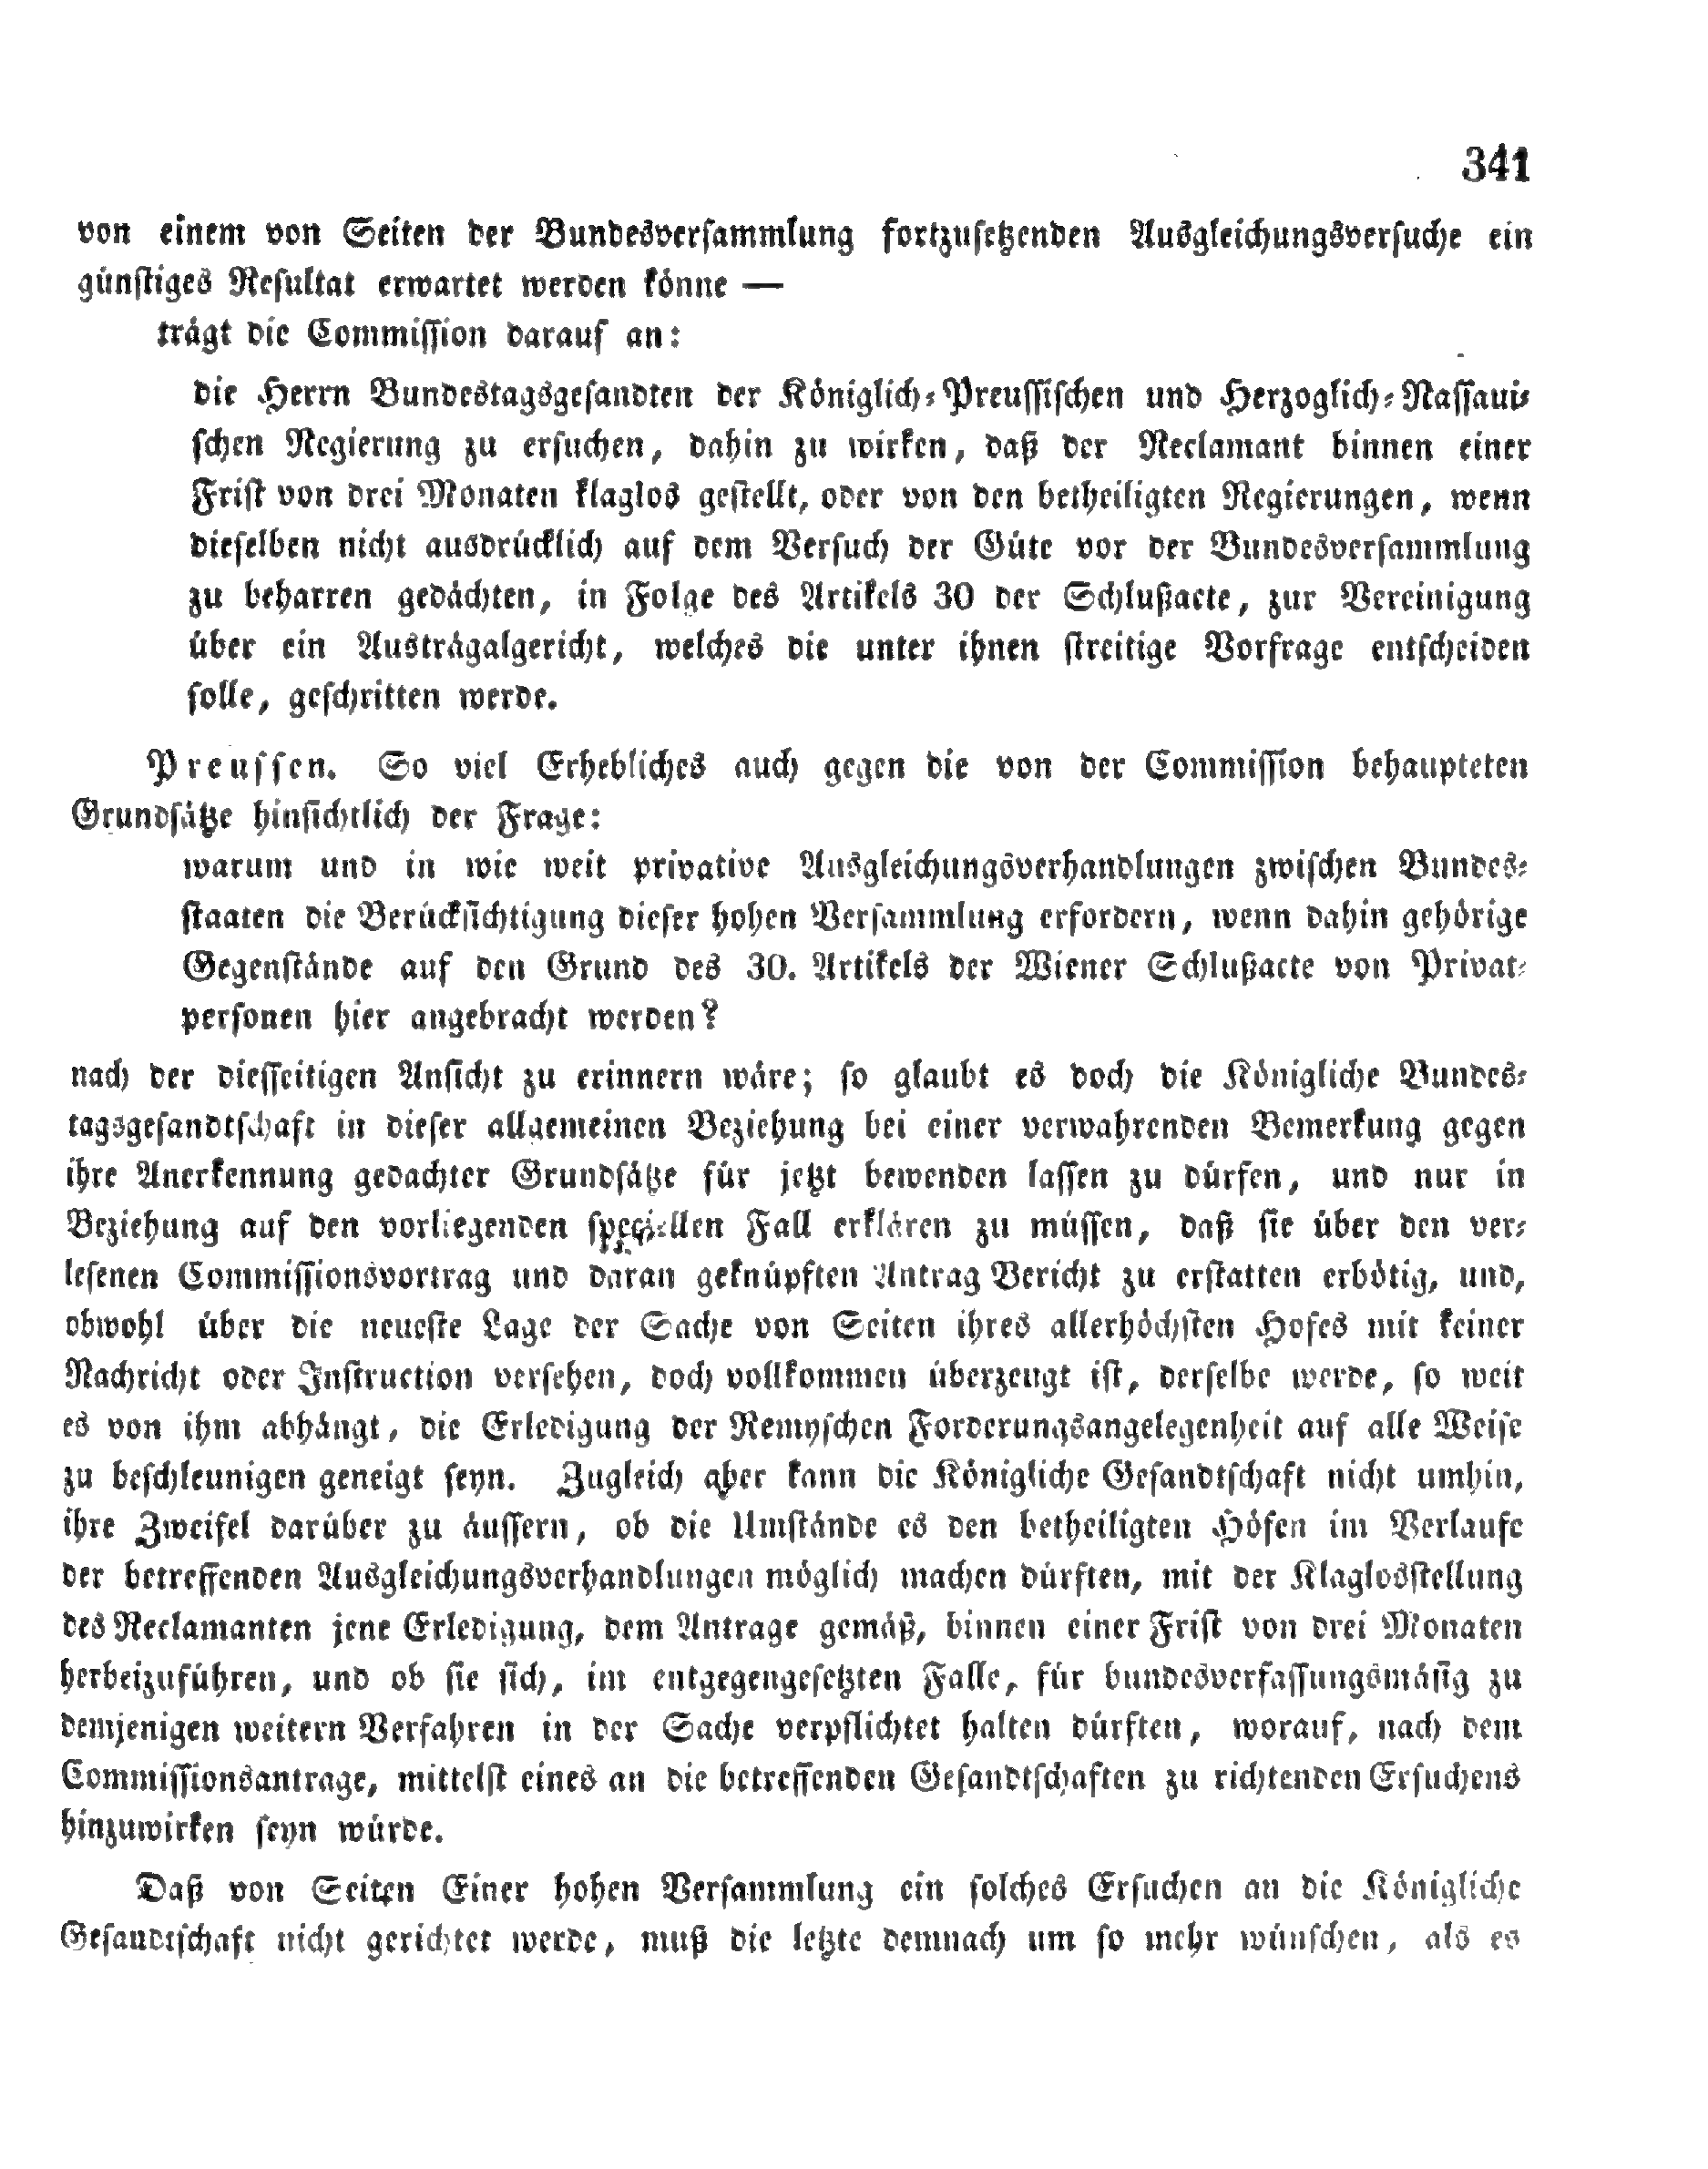 341
von einem von Seiten der Bundesversammlung fortzusetzenden Ausgleichungsversuche ein
günstiges Resultat erwartet werden könne —
trägt die Commission darauf an:
die Herrn Bundestagsgesandten der Königlich-Preussischen und Herzoglich-Nassaui-
schen Regierung zu ersuchen, dahin zu wirken, daß der Reclamant binnen einer
Frist von drei Monaten klaglos gestellt, oder von den betheiligten Regierungen, wenn
dieselben nicht ausdrücklich auf dem Versuch der Güte vor der Bundesversammlung
zu beharren gedächten, in Folge des Artikels 30 der Schlußacte, zur Vereinigung
über ein Austrägalgericht, welches die unter ihnen streitige Vorfrage entscheiden
solle, geschritten werde.
Preussen. So viel Erhebliches auch gegen die von der Commission behaupteten
Grundsätze hinsichtlich der Frage:
warum und in wie weit privative Ausgleichungsverhandlungen zwischen Bundes-
staaten die Berücksichtigung dieser hohen Versammlung erfordern, wenn dahin gehörige
Gegenstände auf den Grund des 30. Artikels der Wiener Schlußacte von Privat-
personen hier angebracht werden?
nach der diesseitigen Ansicht zu erinnern wäre; so glaubt es doch die Königliche Bundes-
tagsgesandtschaft in dieser allgemeinen Beziehung bei einer verwahrenden Bemerkung gegen
ihre Anerkennung gedachter Grundsätze für jetzt bewenden lassen zu dürfen, und nur in
Beziehung auf den vorliegenden speciellen Fall erklären zu müssen, daß sie über den ver-
lesenen Commissionsvortrag und daran geknüpften Antrag Bericht zu erstatten erbötig, und,
obwohl über die neueste Lage der Sache von Seiten ihres allerhöchsten Hofes mit keiner
Nachricht oder Instruction versehen, doch vollkommen überzeugt ist, derselbe werde, so weit
es von ihm abhängt, die Erledigung der Remyschen Forderungsangelegenheit auf alle Weise
zu beschleunigen geneigt seyn. Zugleich aber kann die Königliche Gesandtschaft nicht umhin,
ihre Zweifel darüber zu äussern, ob die Umstände es den betheiligten Höfen im Verlaufe
der betreffenden Ausgleichungsverhandlungen möglich machen dürften, mit der Klaglosstellung
des Reclamanten jene Erledigung, dem Antrage gemäß, binnen einer Frist von drei Monaten
herbeizuführen, und ob sie sich, im entgegengesetzten Falle, für bundesverfassungsmäsig zu
demjenigen weitern Verfahren in der Sache verpflichtet halten dürften, worauf, nach dem
Commissionsantrage, mittelst eines an die betreffenden Gesandtschaften zu richtenden Ersuchens
hinzuwirken seyn würde.
Daß von Seiten Einer hohen Versammlung ein solches Ersuchen an die Königliche
Gesandtschaft nicht gerichtet werde, muß die letzte demnach um so mehr wünschen, als es